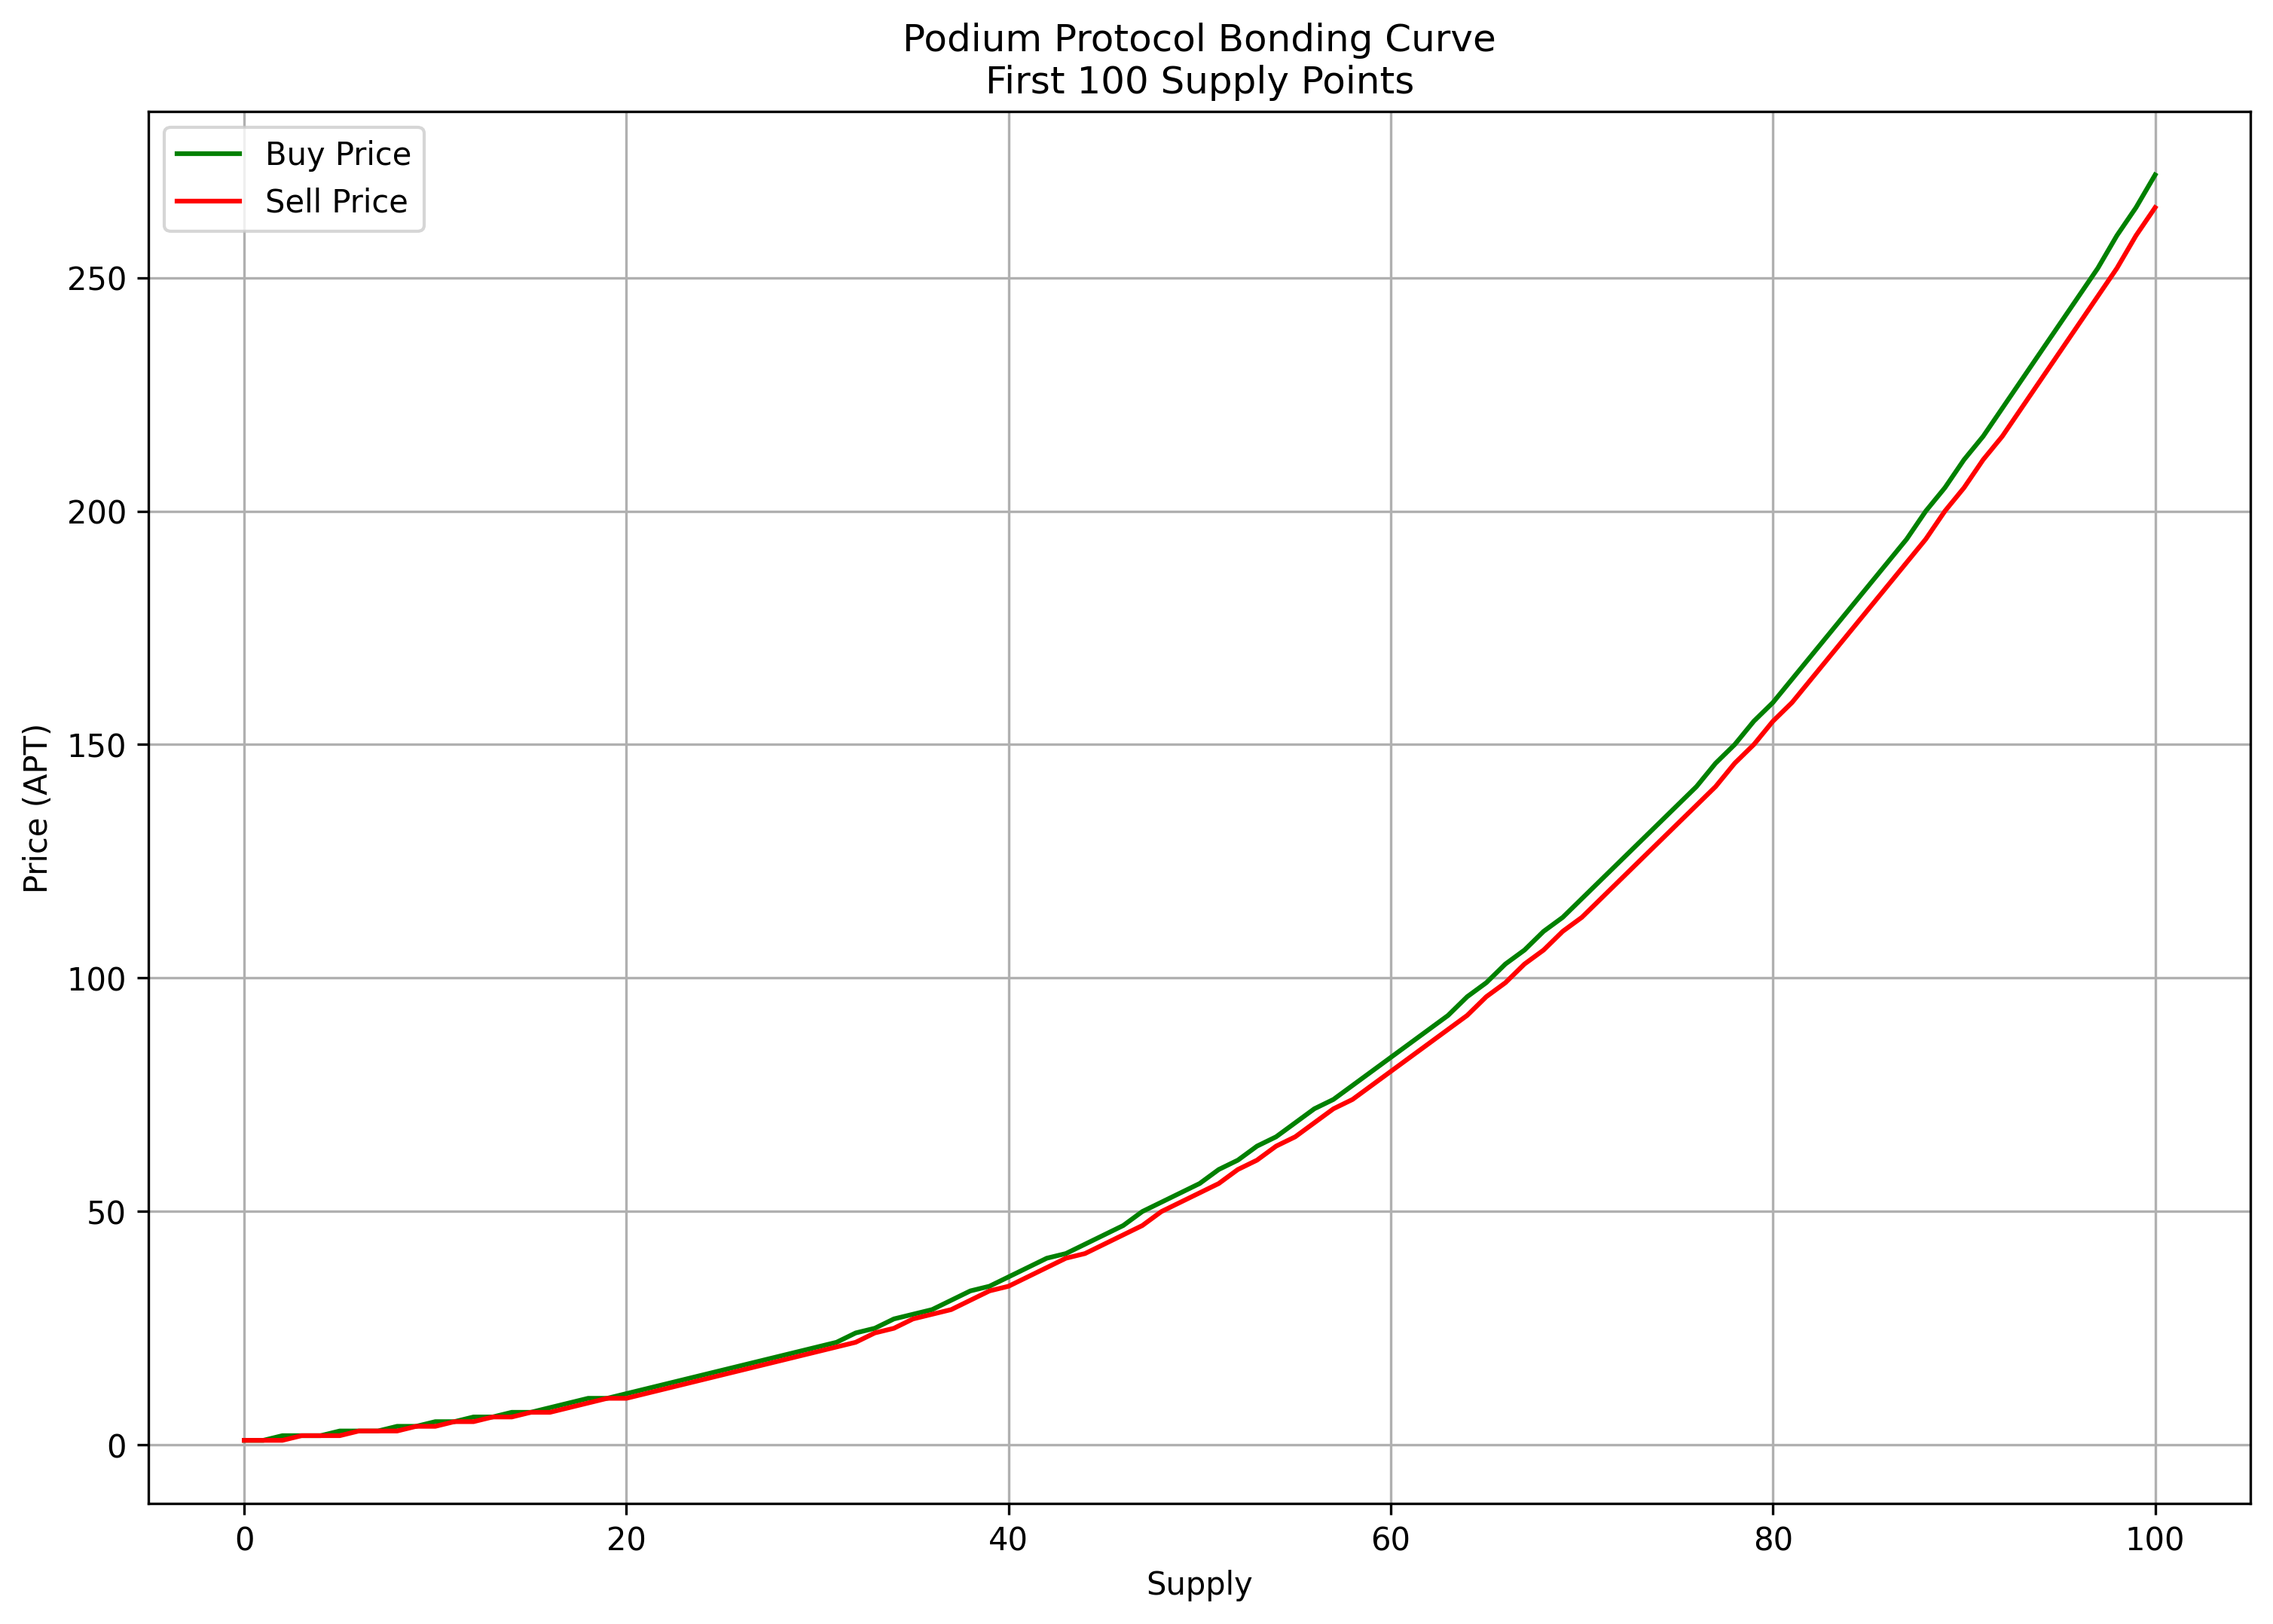 Podium Protocol Bonding Curve
First 100 Supply Points
Buy Price
Sell Price
Price (APT)
250
200
150
100
50
0
0 20 40 60 80 100
Supply